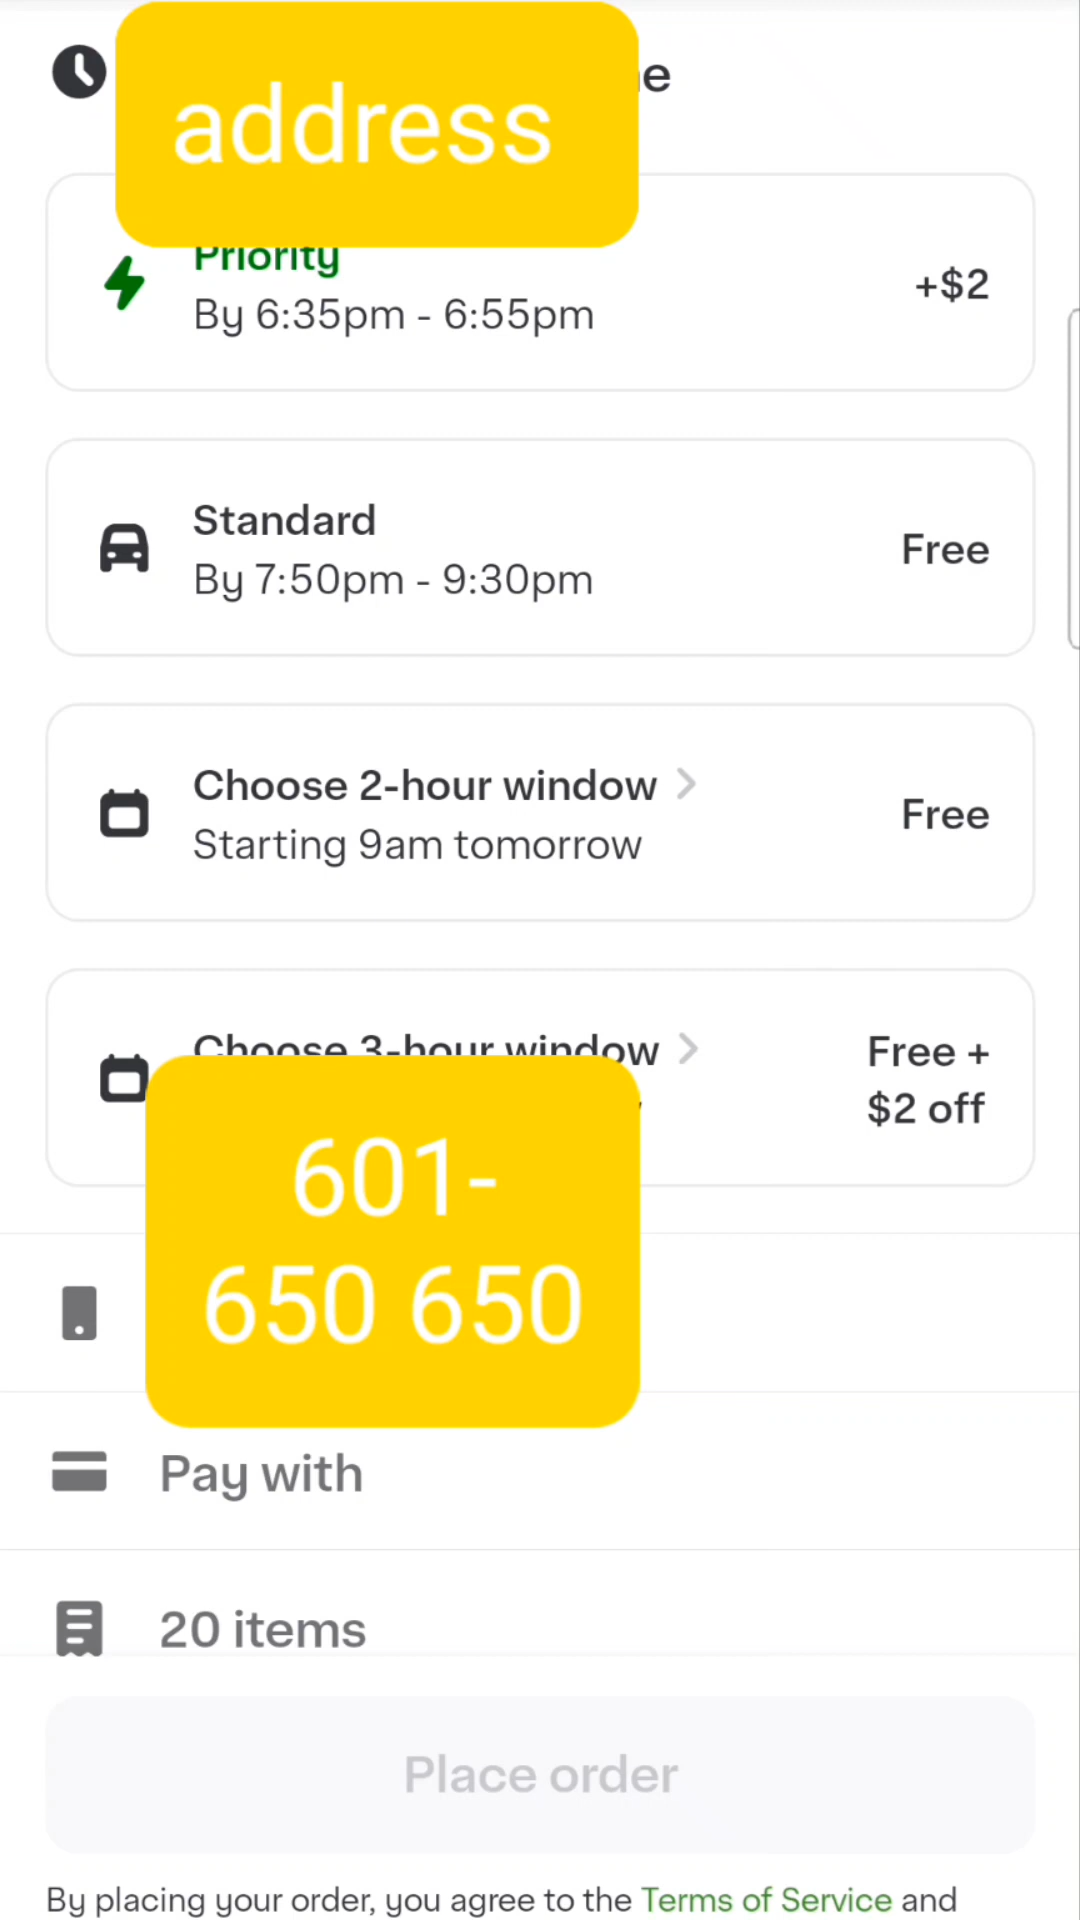 address
e
Priority
By 6:35pm - 6:55pm
+$2
Standard
By 7:50pm - 9:30pm
Free
Choose 2-hour window
Starting 9am tomorrow
Free
Choose 3-hour window
Free +
$2 off
601-
650 650
Pay with
20 items
Place order
By placing your order, you agree to the Terms of Service and